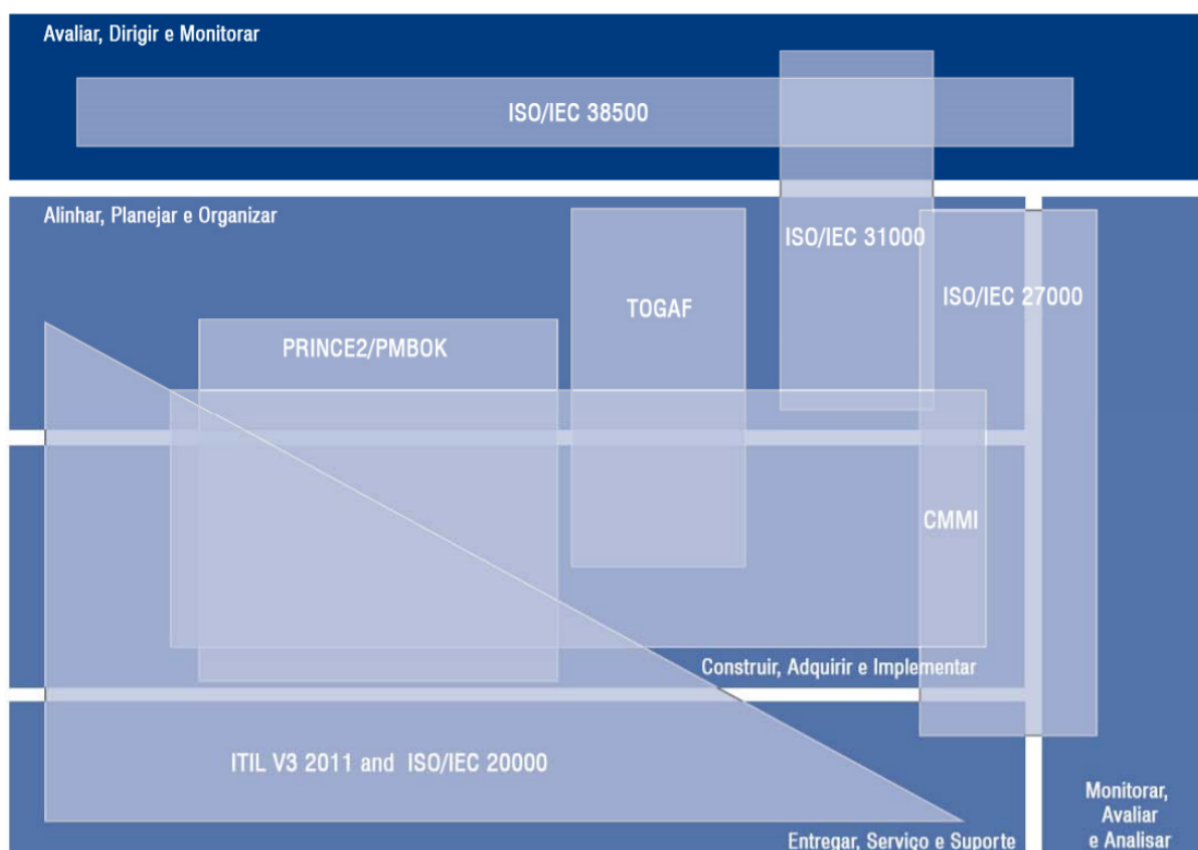 Avaliar, Dirigir e Monitorar
ISO/IEC 38500
Alinhar, Planejar e Organizar
ISO/IEC 31000
ISO/IEC 27000
TOGAF
PRINCE2/PMBOK
CMMI
Construir, Adquirir e Implementar
ITIL V3 2011 and ISO/IEC 20000
Entregar, Serviço e Suporte
Monitorar,
Avaliar
e Analisar